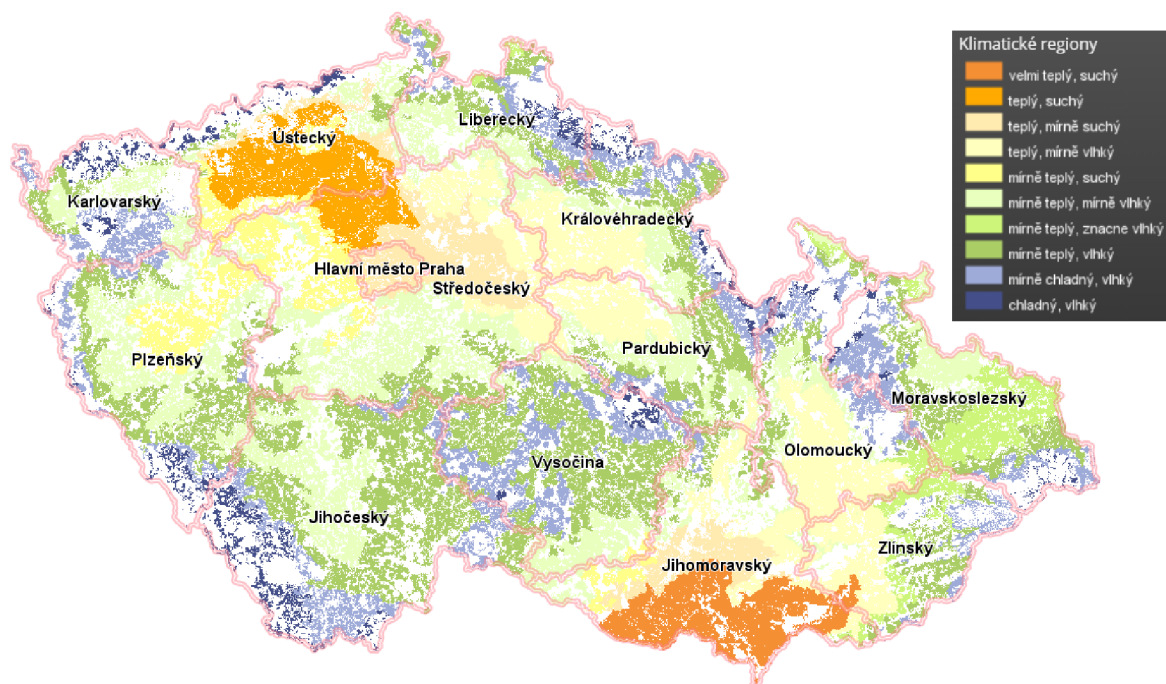 Klimatické regiony
velmi teplý, suchý
teplý, suchý
teplý, mírně suchý
teplý, mírně vlhký
mírně teplý, suchý
mírně teplý, mírně vlhký
mírně teplý, znacne vlhký
mírně teplý, vlhký
mírně chladný, vlhký
chladný, vlhký
Liberecký
Ústecký
Karlovarský
Královéhradecký
Hlavní město Praha
Středočeský
Pardubický
Plzeňský
Moravskoslezský
Olomoucký
Vysočina
Jihočeský
Zlínský
Jihomoravský